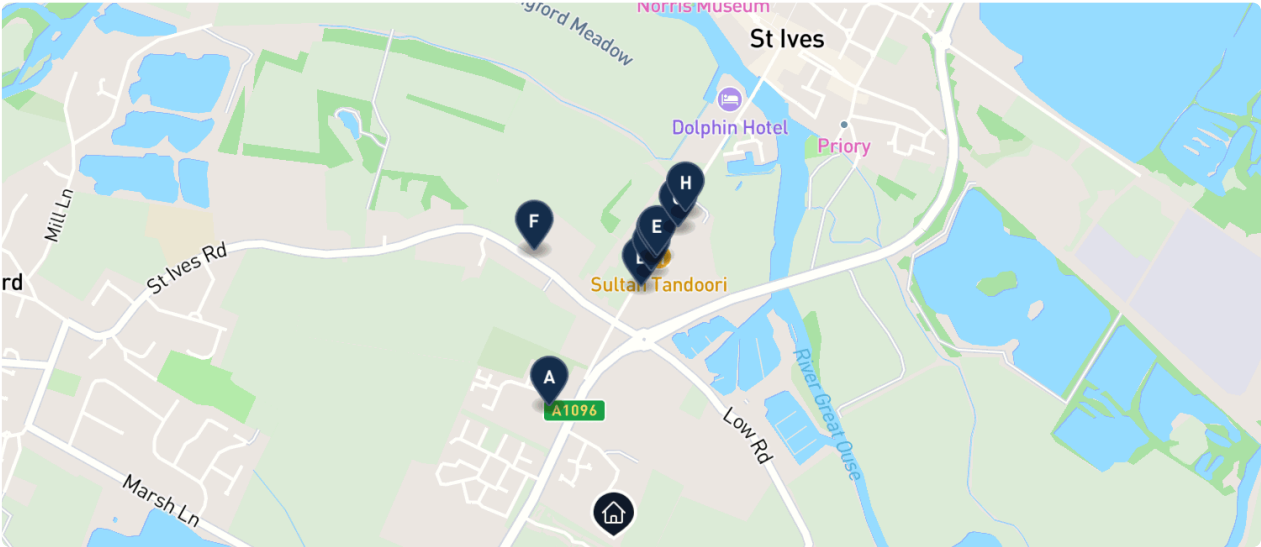 Norris Museum
gford Meadow
St Ives
Dolphin Hotel
Priory
H
F
E
Mill Ln
St Ives Rd
rd
Sultan Tandoori
A
A1096
River Great Ouse
Low Rd
Marsh Ln